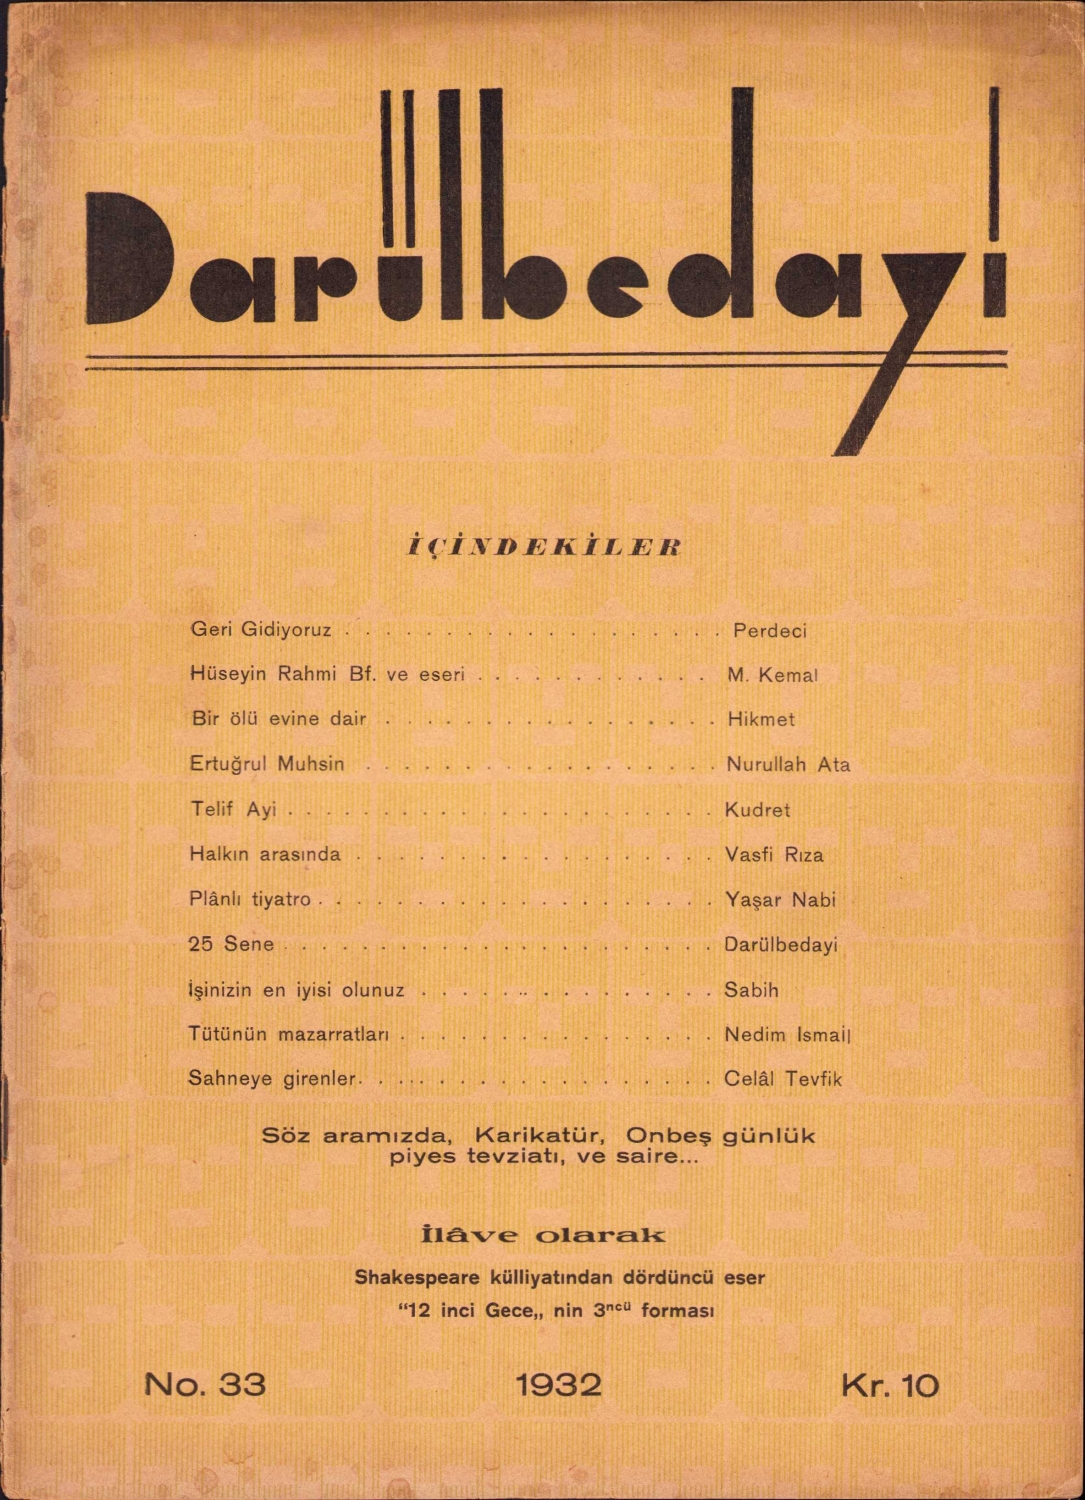 Darülbedayi
İÇİNDEKİLER
Geri Gidiyoruz . . . . . . . . . . . . . . . . . . . Perdeci
Hüseyin Rahmi Bf. ve eseri . . . . . . . . . . . . M. Kemal
Bir ölü evine dair . . . . . . . . . . . . . . . . . Hikmet
Ertuğrul Muhsin . . . . . . . . . . . . . . . . . . Nurullah Ata
Telif Ayi . . . . . . . . . . . . . . . . . . . . . Kudret
Halkın arasında . . . . . . . . . . . . . . . . . . Vasfi Rıza
Plânlı tiyatro . . . . . . . . . . . . . . . . . . . . Yaşar Nabi
25 Sene . . . . . . . . . . . . . . . . . . . . . . Darülbedayi
İşinizin en iyisi olunuz . . . . . . . . . . . . . . . Sabih
Tütünün mazarratları . . . . . . . . . . . . . . . . Nedim Ismail
Sahneye girenler . . . . . . . . . . . . . . . . . . Celâl Tevfik
Söz aramızda, Karikatür, Onbeş günlük
piyes tevziatı, ve saire...
İlâve olarak
Shakespeare külliyatından dördüncü eser
“12 inci Gece„ nin 3ncü forması
No. 33 1932 Kr. 10